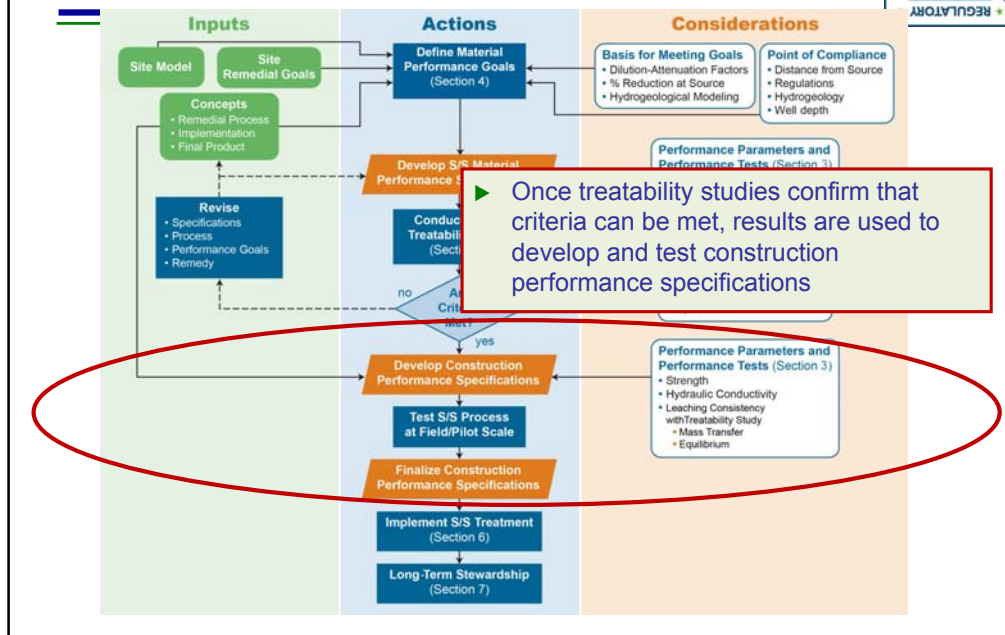 REGULATORY
Inputs
Actions
Considerations
Site Model
Site
Remedial Goals
Concepts
• Remedial Process
• Implementation
• Final Product
Revise
• Specifications
• Process
• Performance Goals
• Remedy
Define Material
Performance Goals
(Section 4)
Develop S/S Material
Performance
Conduct
Treatability
no
Met?
yes
Develop Construction
Performance Specifications
Test S/S Process
at Field/Pilot Scale
Finalize Construction
Performance Specifications
Implement S/S Treatment
(Section 6)
Long-Term Stewardship
(Section 7)
Basis for Meeting Goals
• Dilution-Attenuation Factors
• % Reduction at Source
• Hydrogeological Modeling
Point of Compliance
• Distance from Source
• Regulations
• Hydrogeology
• Well depth
Performance Parameters and
Performance Tests (Section 3)
Once treatability studies confirm that
criteria can be met, results are used to
develop and test construction
performance specifications
Performance Parameters and
Performance Tests (Section 3)
• Strength
• Hydraulic Conductivity
• Leaching Consistency
withTreatability Study
• Mass Transfer
• Equilibrium